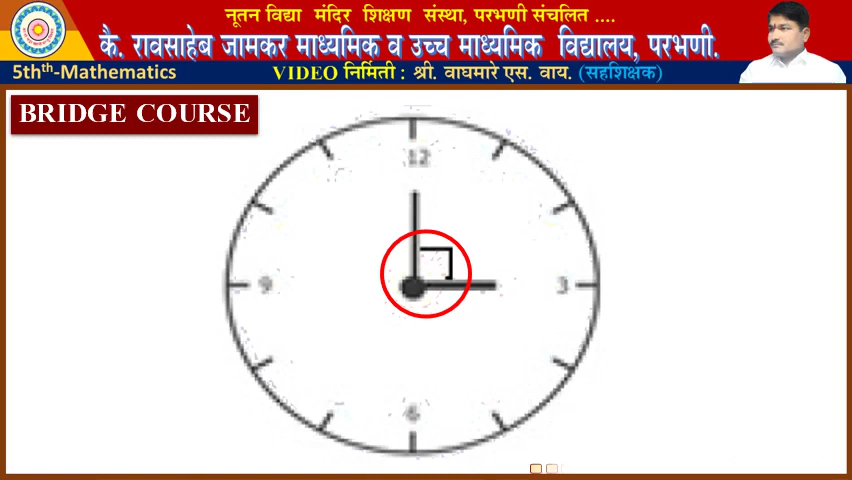 नूतन विद्या मंदिर शिक्षण संस्था, परभणी संचलित ....
कै. रावसाहेब जामकर माध्यमिक व उच्च माध्यमिक विद्यालय, परभणी.
5thth-Mathematics
VIDEO निर्मिती : श्री. वाघमारे एस. वाय. (सहशिक्षक)
BRIDGE COURSE
12
9
3
6